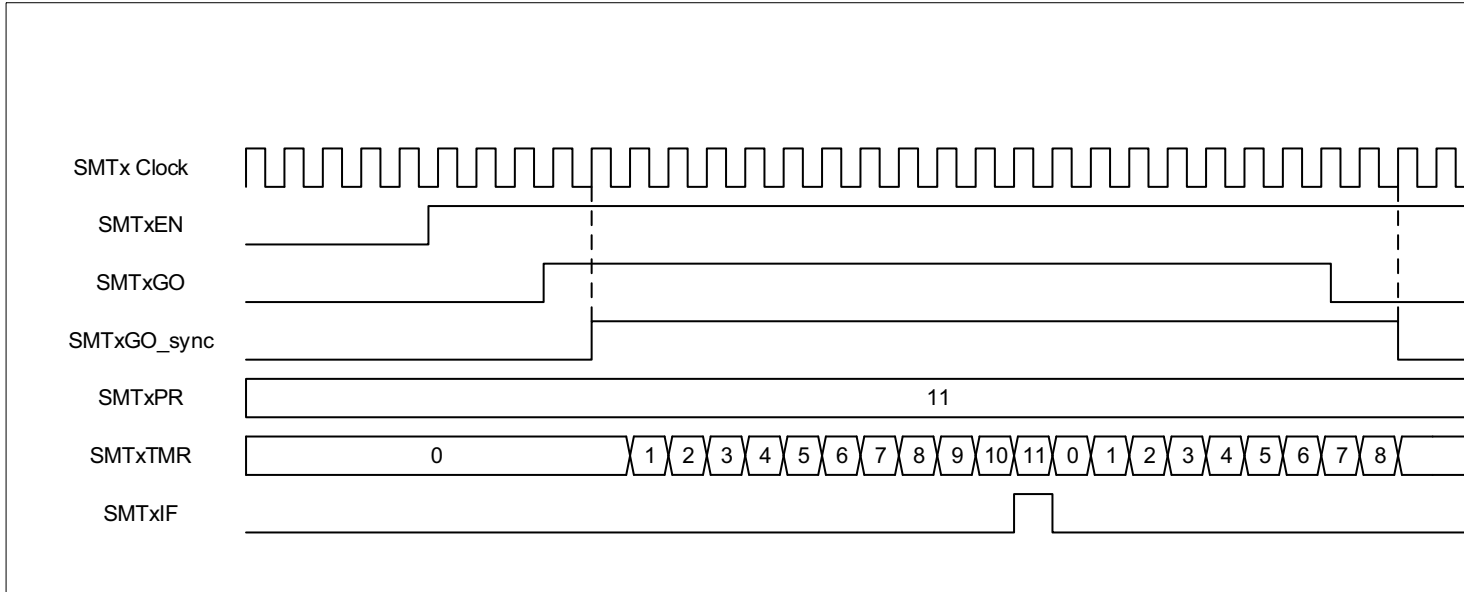 SMTx Clock
SMTxEN
SMTxGO
SMTxGO_sync
SMTxPR 11
SMTxTMR 0 1 2 3 4 5 6 7 8 9 10 11 0 1 2 3 4 5 6 7 8
SMTxIF